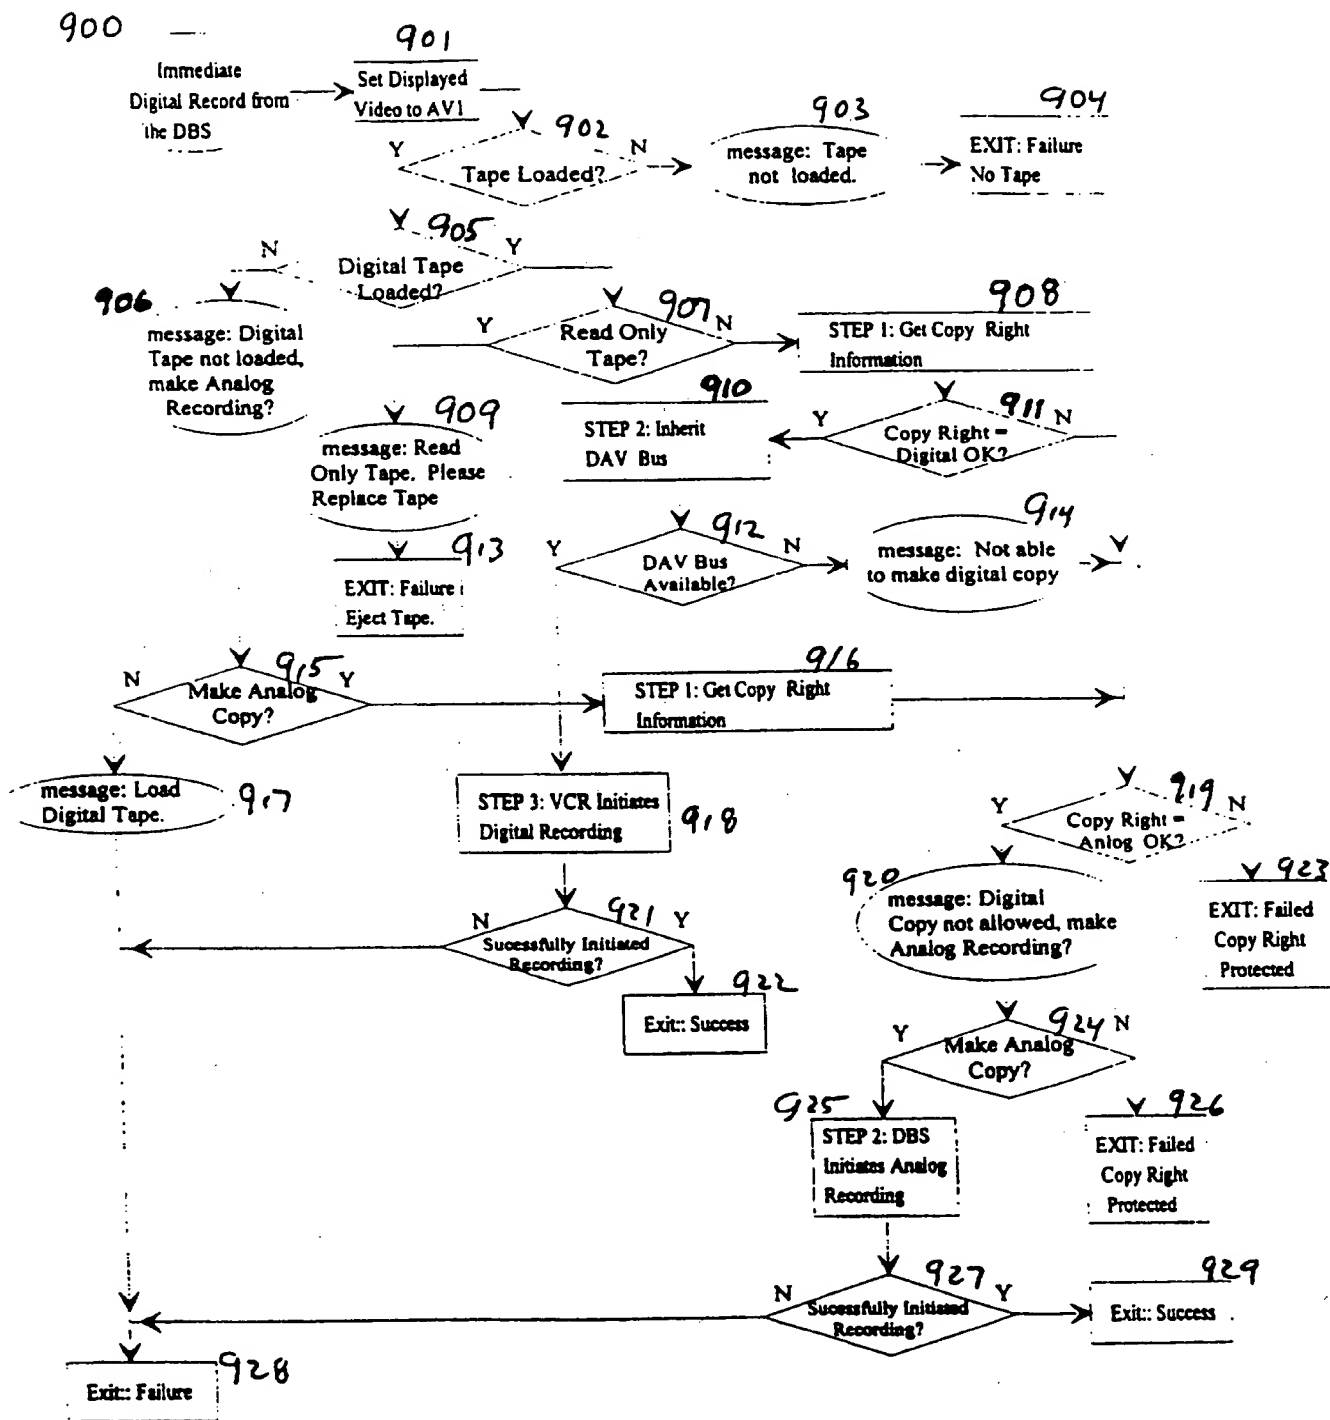 900
Immediate
Digital Record from
the DBS
901
Set Displayed
Video to AV1
902
Y
N
Tape Loaded?
903
message: Tape
not loaded.
904
EXIT: Failure
No Tape
905
N
Y
Digital Tape
Loaded?
906
message: Digital
Tape not loaded,
make Analog
Recording?
907
Y
N
Read Only
Tape?
908
STEP 1: Get Copy Right
Information
909
message: Read
Only Tape. Please
Replace Tape
910
STEP 2: Inherit
DAV Bus
911
Y
N
Copy Right =
Digital OK?
912
Y
N
DAV Bus
Available?
913
EXIT: Failure
Eject Tape.
914
message: Not able
to make digital copy
915
N
Y
Make Analog
Copy?
916
STEP 1: Get Copy Right
Information
message: Load
Digital Tape.
917
STEP 3: VCR Initiates
Digital Recording
918
919
Y
N
Copy Right =
Anlog OK?
920
message: Digital
Copy not allowed, make
Analog Recording?
921
N
Y
Sucessfully Initiated
Recording?
922
Exit:: Success
923
EXIT: Failed
Copy Right
Protected
924
Y
N
Make Analog
Copy?
925
STEP 2: DBS
Initiates Analog
Recording
926
EXIT: Failed
Copy Right
Protected
927
N
Y
Sucessfully Initiated
Recording?
929
Exit:: Success
928
Exit:: Failure